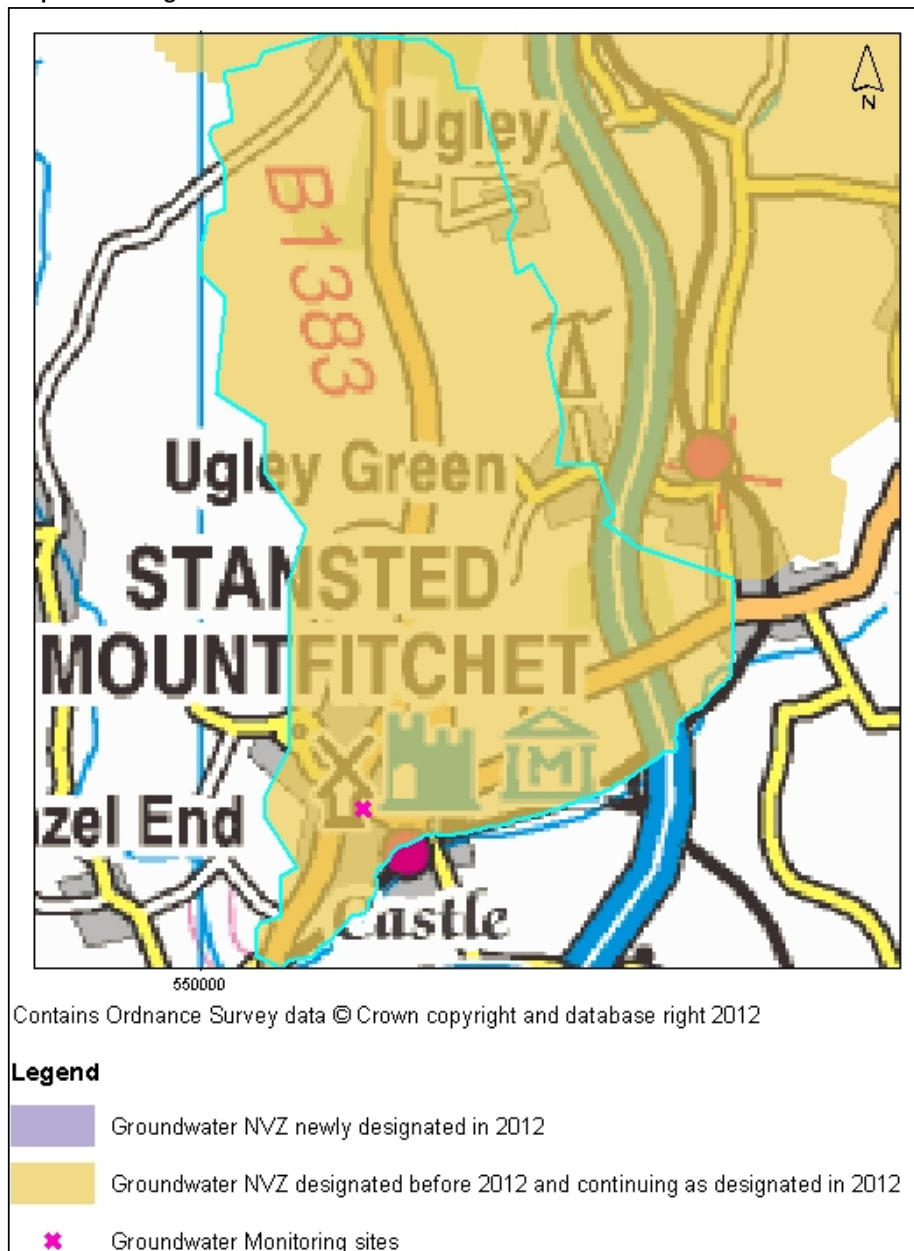 N
Ugley
B1383
Ugley Green
STANSTED
MOUNTFITCHET
M
zel End
Castle
550000
Contains Ordnance Survey data © Crown copyright and database right 2012
Legend
Groundwater NVZ newly designated in 2012
Groundwater NVZ designated before 2012 and continuing as designated in 2012
Groundwater Monitoring sites